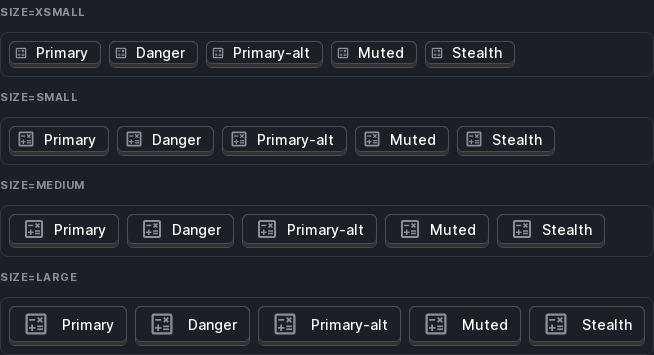 SIZE=XSMALL
Primary Danger Primary-alt Muted Stealth
SIZE=SMALL
Primary Danger Primary-alt Muted Stealth
SIZE=MEDIUM
Primary Danger Primary-alt Muted Stealth
SIZE=LARGE
Primary Danger Primary-alt Muted Stealth